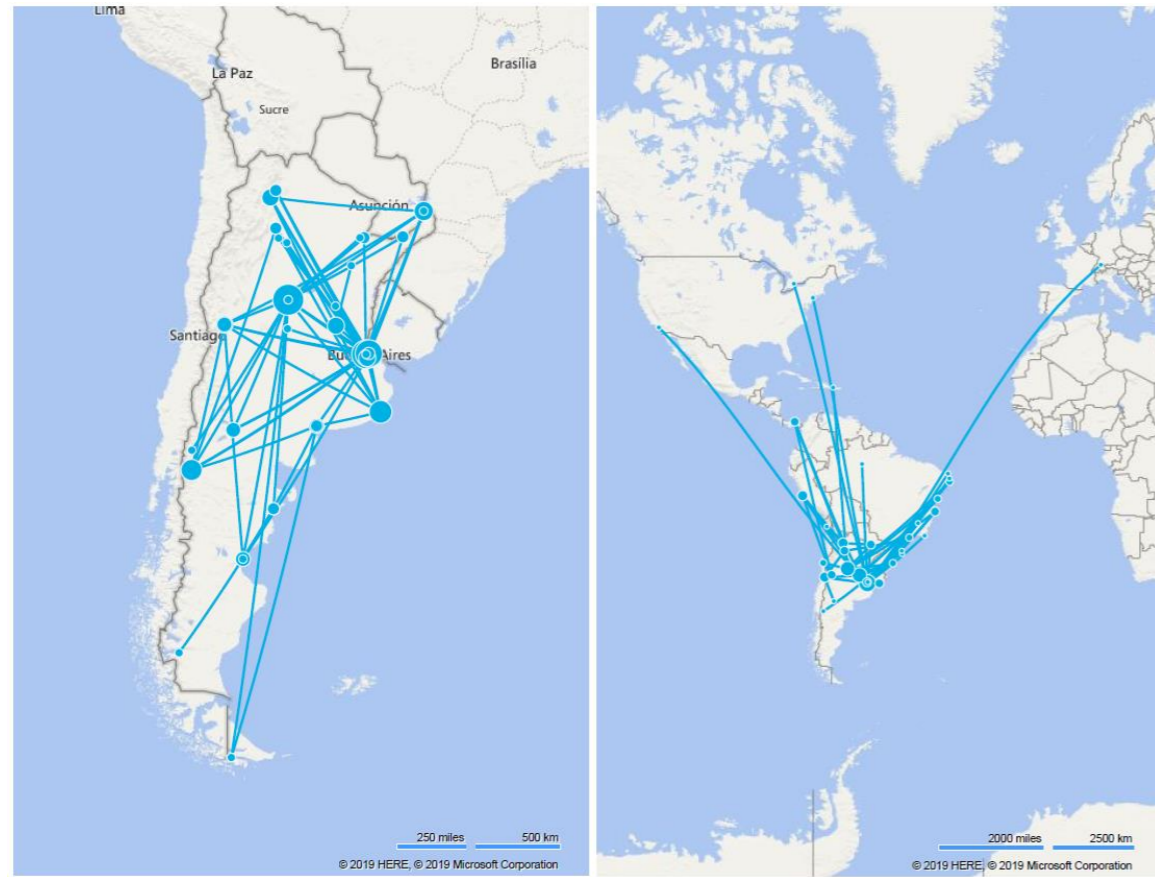 Lima
Brasília
La Paz
Sucre
Asunción
Santiago
Buenos Aires
250 miles 500 km
© 2019 HERE, © 2019 Microsoft Corporation
2000 miles 2500 km
© 2019 HERE, © 2019 Microsoft Corporation